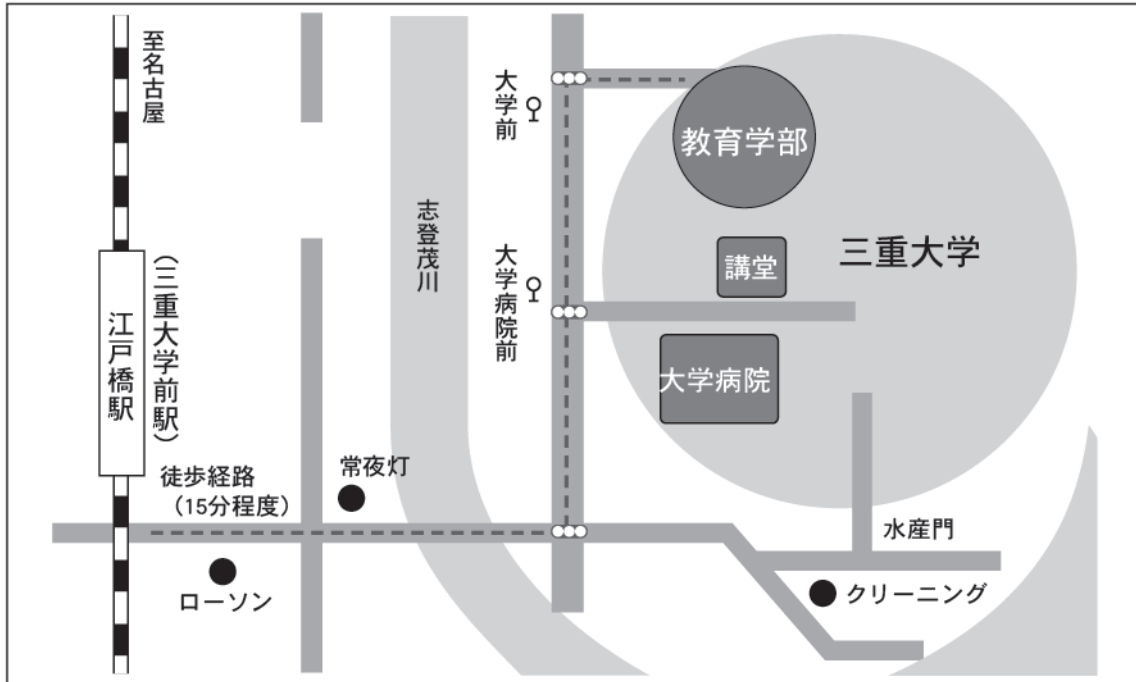 至名古屋
大学前
教育学部
志登茂川
三重大学
講堂
大学病院前
(三重大学前駅)
江戸橋駅
大学病院
常夜灯
徒歩経路
(15分程度)
水産門
ローソン
クリーニング